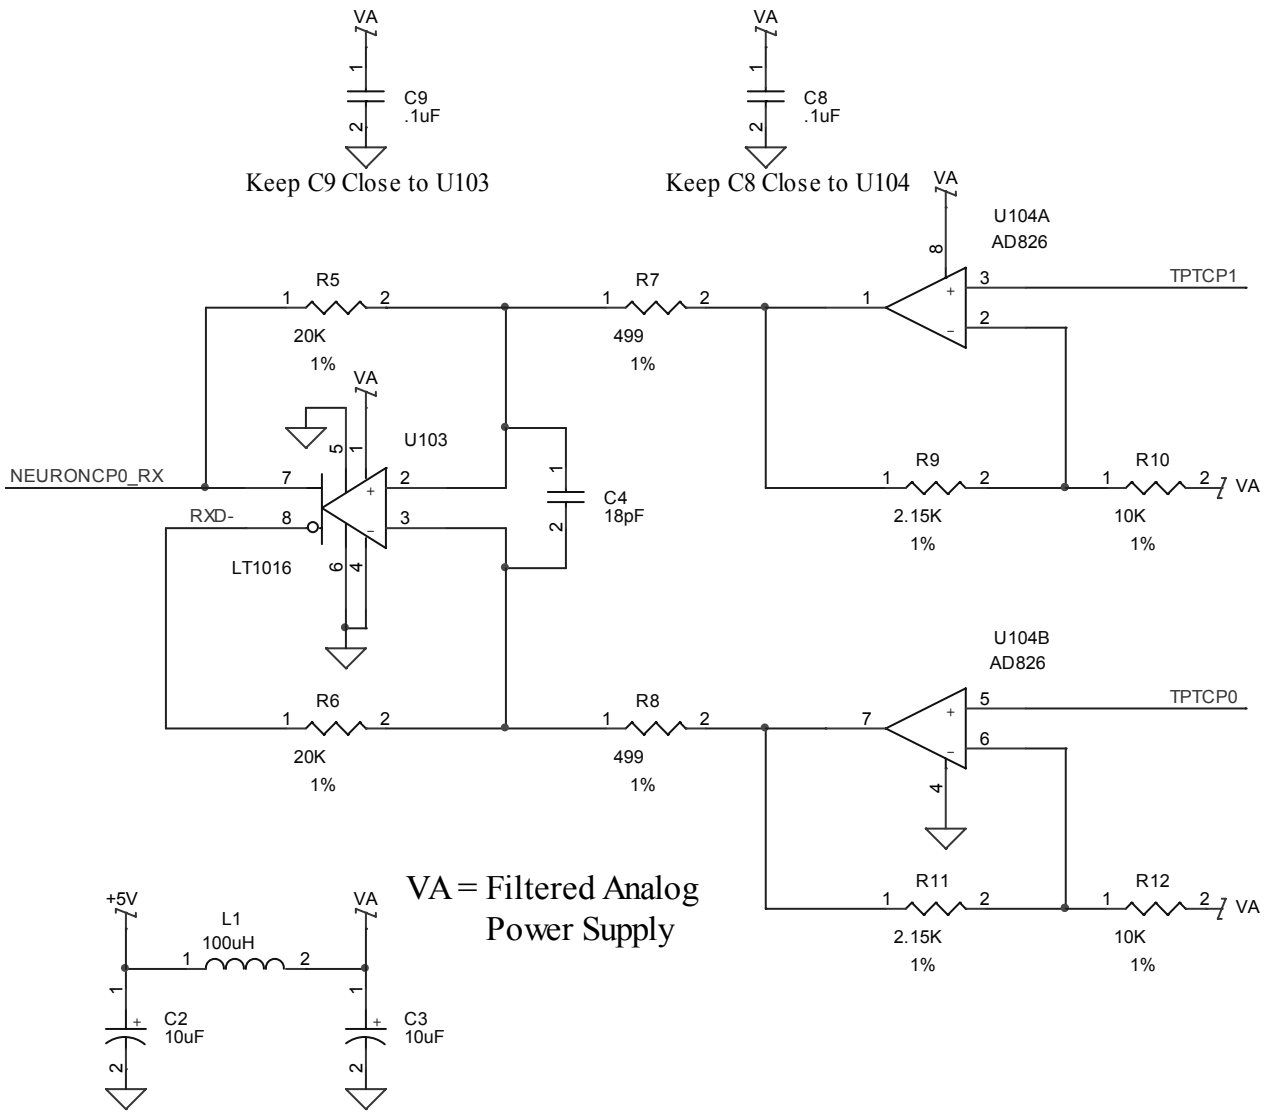 VA
VA
1
1
C9
.1uF
C8
.1uF
2
2
Keep C9 Close to U103
Keep C8 Close to U104
VA
U104A
AD826
8
R5
R7
3
TPTCP1
1
2
1
2
1
+
2
−
20K
1%
499
1%
VA
U103
5
1
R9
R10
NEURONCP0_RX
7
2
1
1
2
1
2
VA
+
C4
18pF
RXD-
8
3
−
2
2.15K
1%
10K
1%
LT1016
6
4
U104B
AD826
R6
R8
5
TPTCP0
1
2
1
2
7
+
6
−
20K
1%
499
1%
4
VA = Filtered Analog
Power Supply
R11
R12
1
2
1
2
VA
2.15K
1%
10K
1%
+5V
VA
L1
100uH
1
2
1
1
+
C2
10uF
+
C3
10uF
2
2